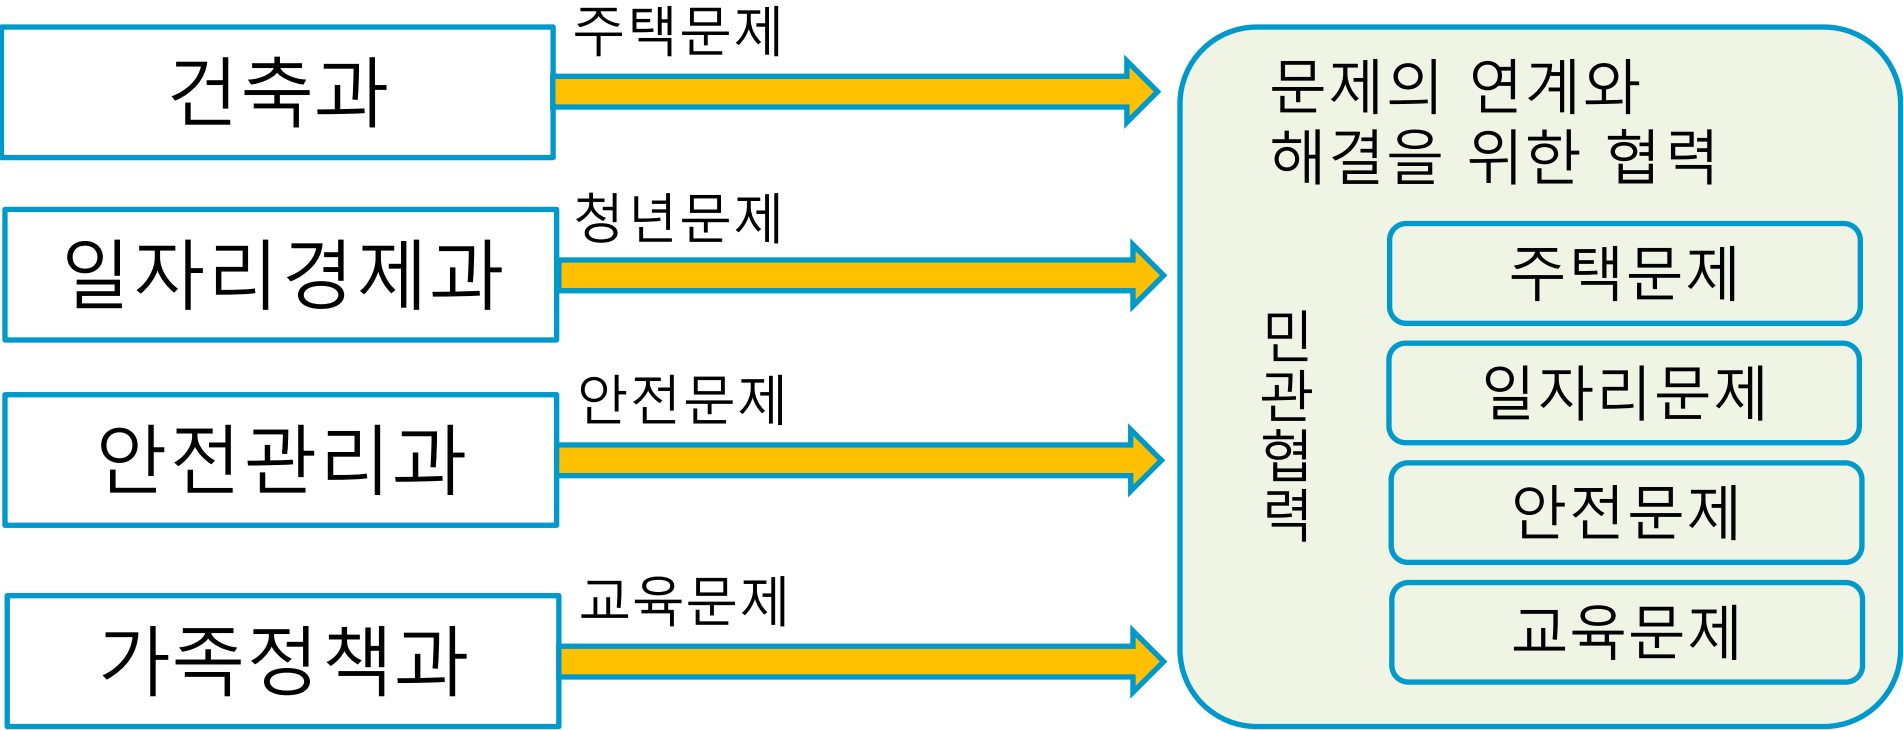 건축과
주택문제
일자리경제과
청년문제
안전관리과
안전문제
가족정책과
교육문제
문제의 연계와
해결을 위한 협력
민
관
협
력
주택문제
일자리문제
안전문제
교육문제